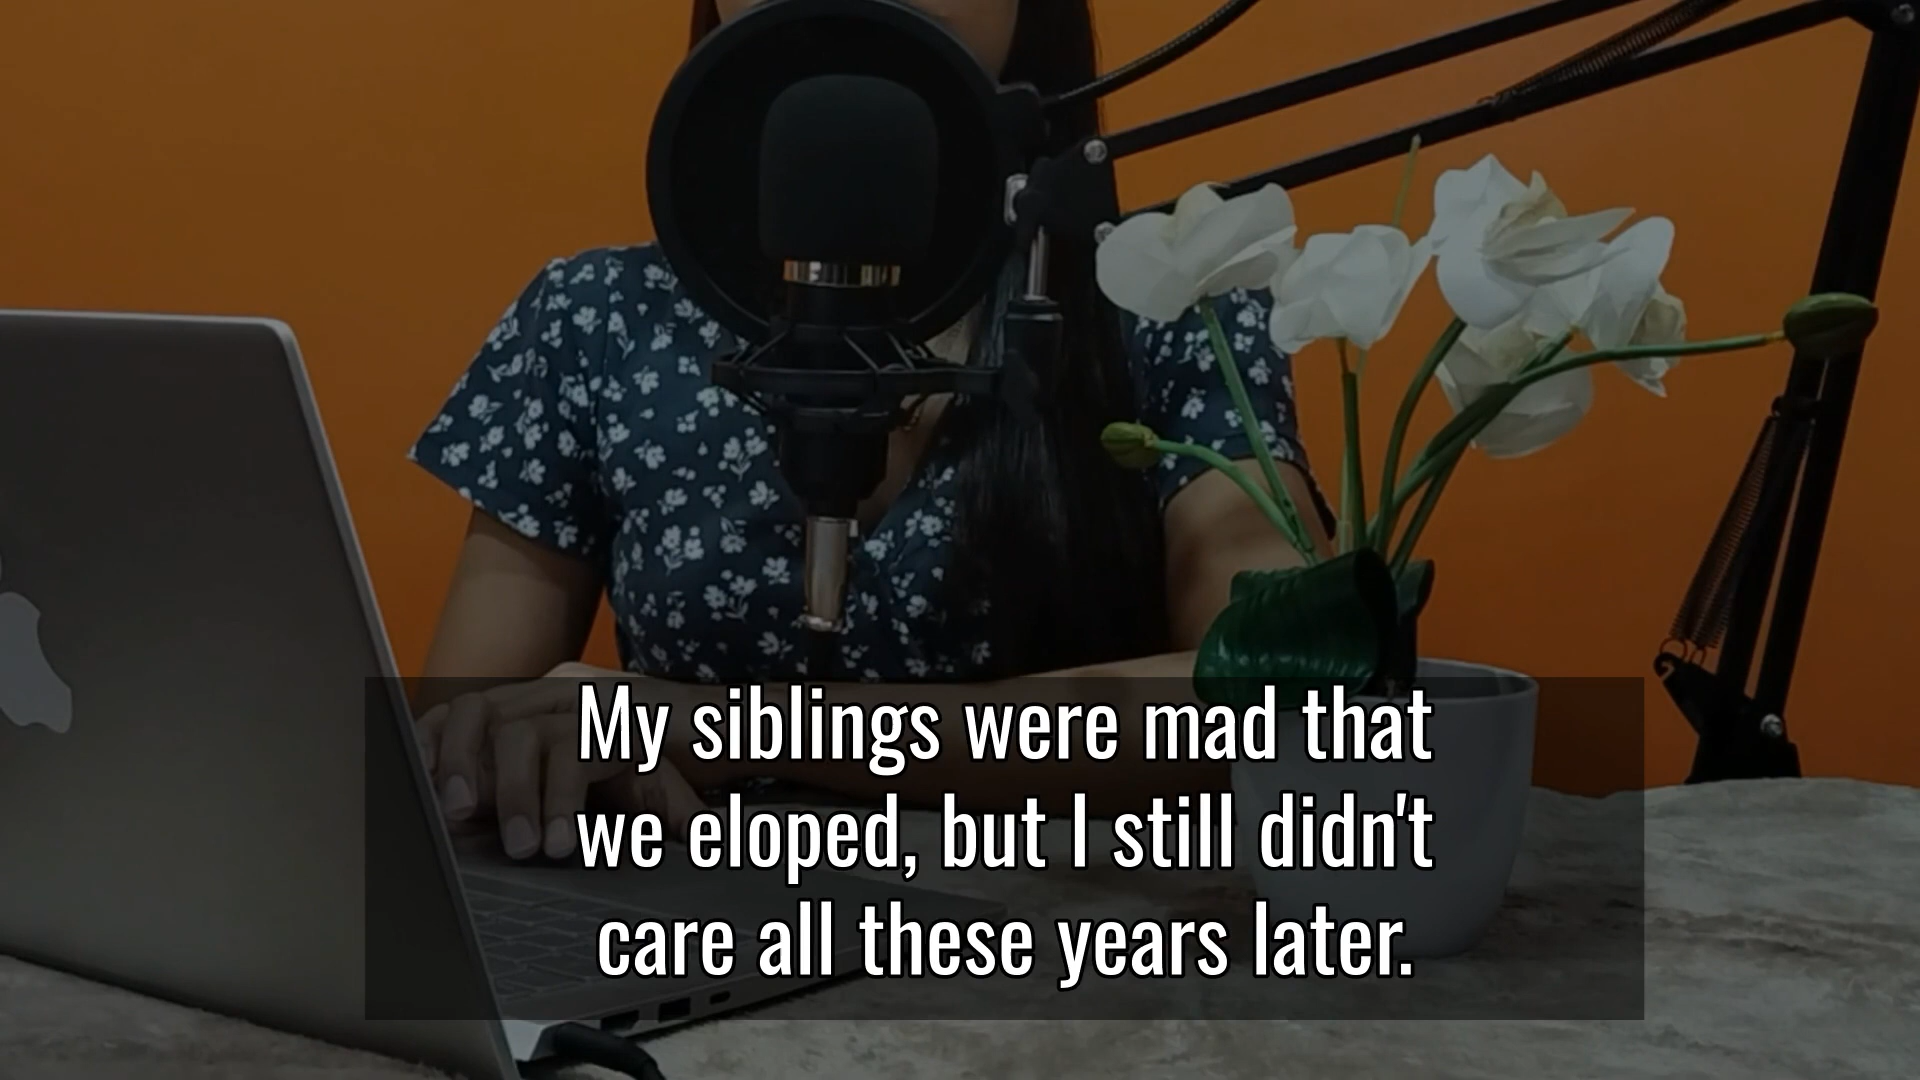 My siblings were mad that
we eloped, but I still didn't
care all these years later.